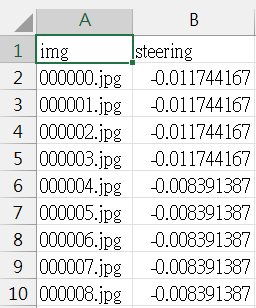 A B
1 img steering
2 000000.jpg -0.011744167
3 000001.jpg -0.011744167
4 000002.jpg -0.011744167
5 000003.jpg -0.011744167
6 000004.jpg -0.008391387
7 000005.jpg -0.008391387
8 000006.jpg -0.008391387
9 000007.jpg -0.008391387
10 000008.jpg -0.008391387